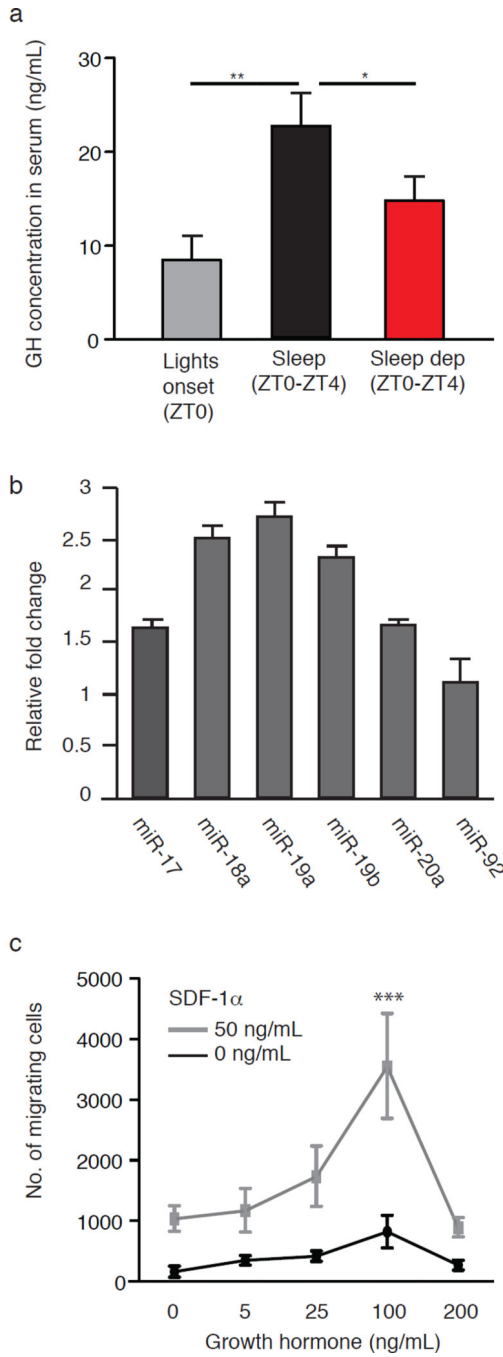 a
GH concentration in serum (ng/mL)
30
20
10
0
**
*
Lights
onset
(ZT0)
Sleep
(ZT0-ZT4)
Sleep dep
(ZT0-ZT4)
b
Relative fold change
3
2.5
2
1.5
1
0.5
0
miR-17
miR-18a
miR-19a
miR-19b
miR-20a
miR-92
c
No. of migrating cells
5000
4000
3000
2000
1000
0
SDF-1α
50 ng/mL
0 ng/mL
***
0 5 25 100 200
Growth hormone (ng/mL)